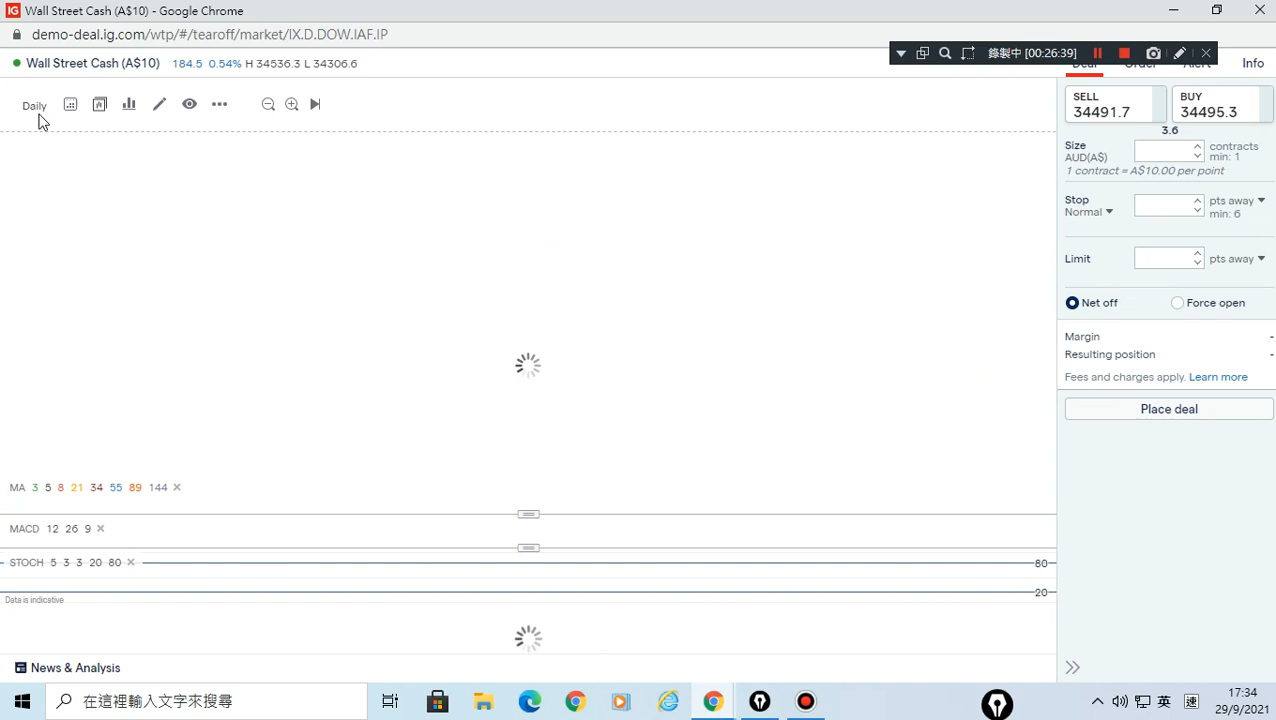 IG Wall Street Cash (A$10) - Google Chrome
demo-deal.ig.com/wtp/#/tearoff/market/IX.D.DOW.IAF.IP
Wall Street Cash (A$10) 184.5 0.54% H 34536.3 L 34306.6
錄製中 [00:26:39]
Deal Order Alert Info
Daily
SELL
34491.7
BUY
34495.3
3.6
Size
AUD(A$)
contracts
min: 1
1 contract = A$10.00 per point
Stop
Normal
pts away
min: 6
Limit
pts away
Net off
Force open
Margin -
Resulting position -
Fees and charges apply. Learn more
Place deal
MA 3 5 8 21 34 55 89 144
MACD 12 26 9
STOCH 5 3 3 20 80
80
20
Data is indicative
News & Analysis
在這裡輸入文字來搜尋
英
速
17:34
29/9/2021